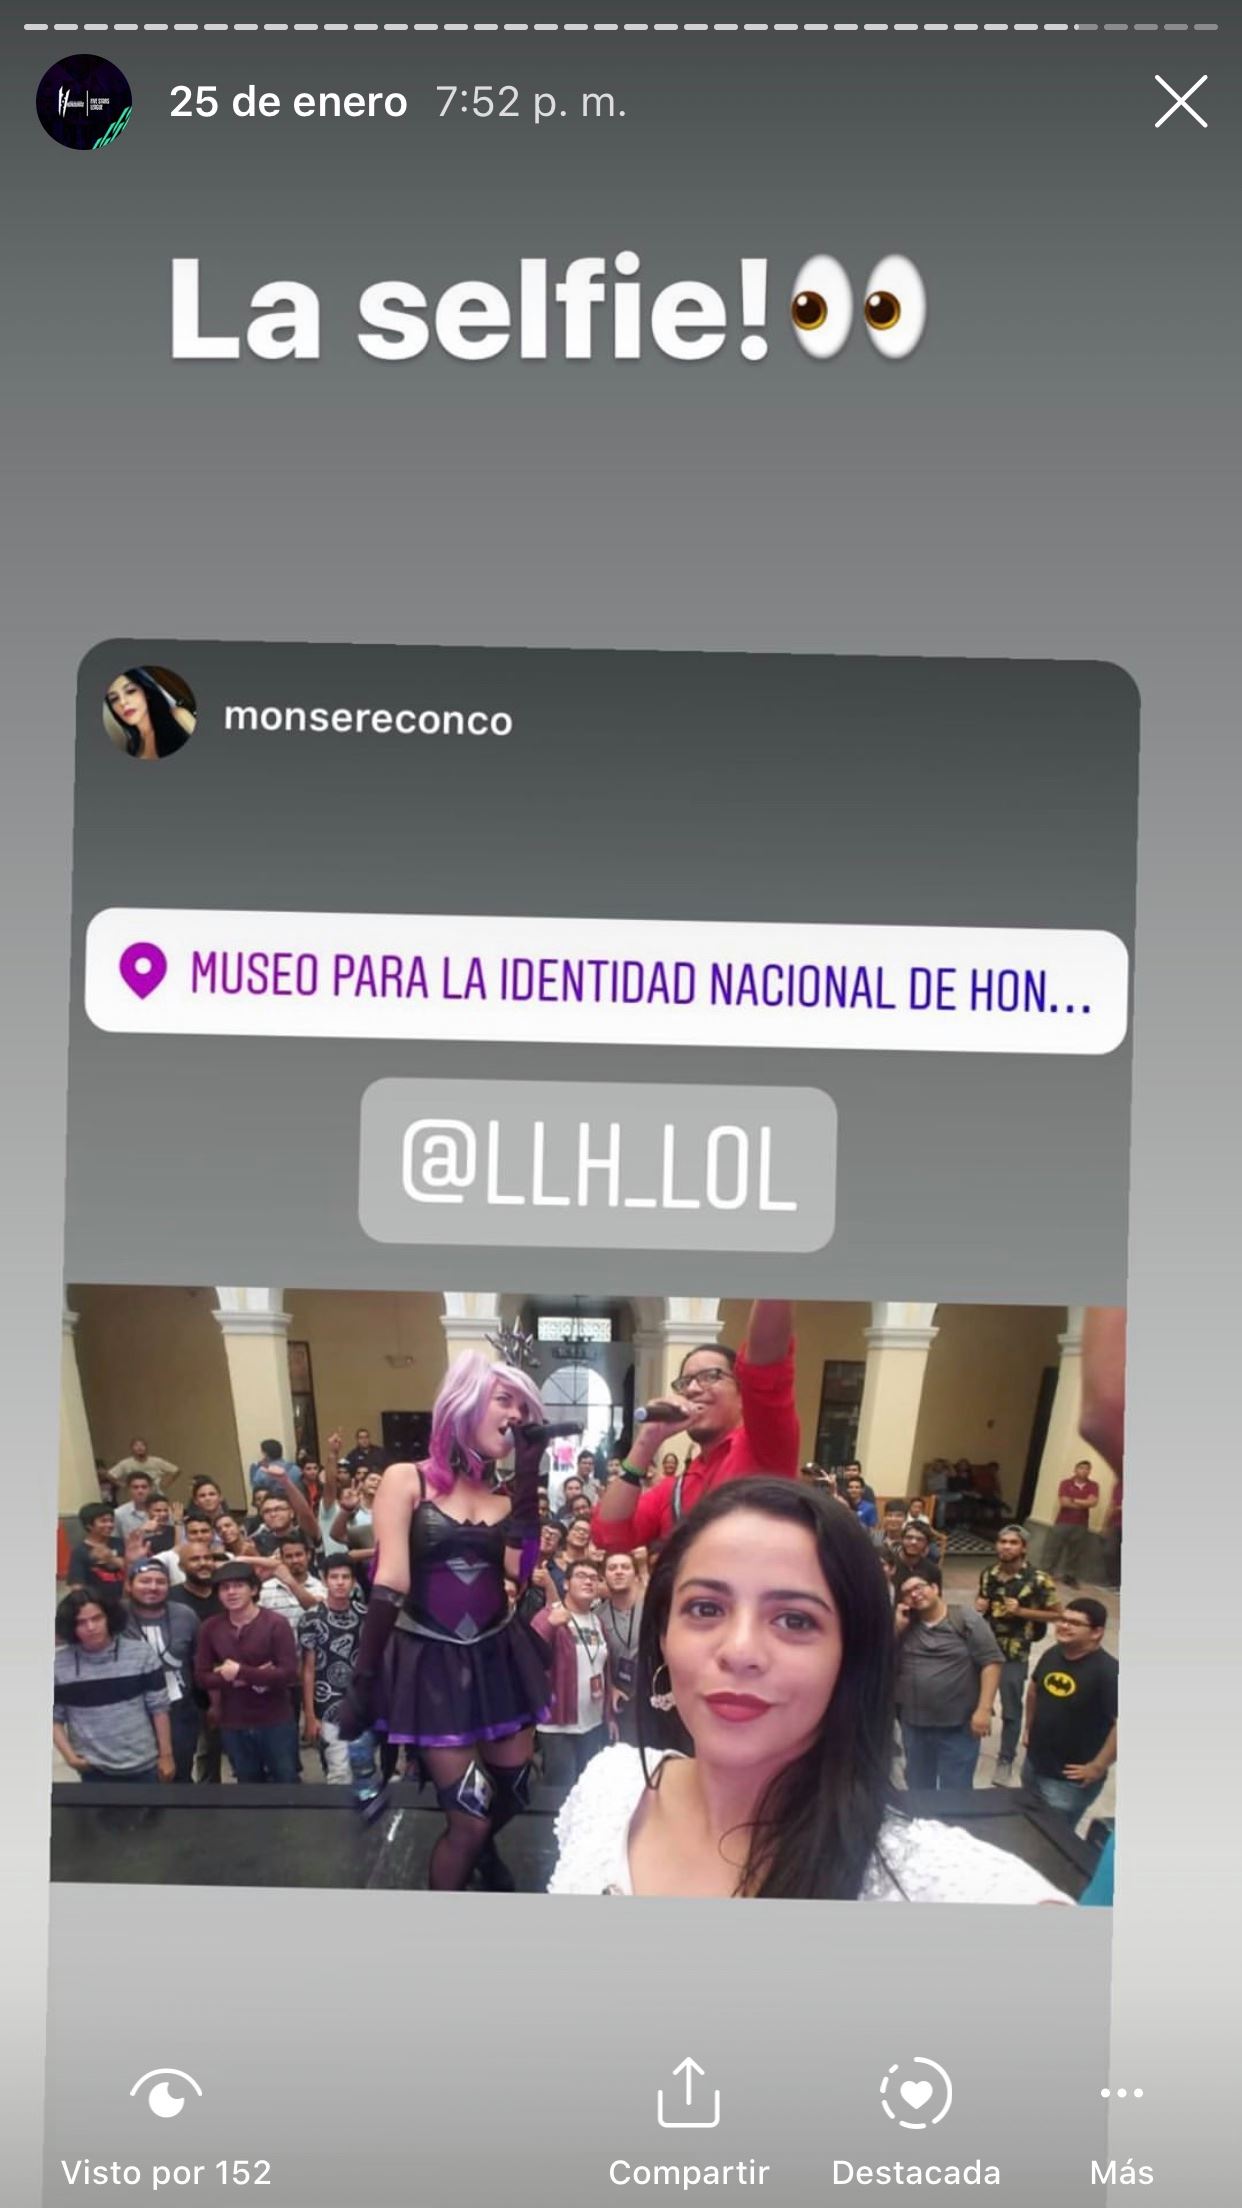 25 de enero 7:52 p. m.
La selfie!👀
monsereconco
MUSEO PARA LA IDENTIDAD NACIONAL DE HON...
@LLH_LOL
Visto por 152
Compartir
Destacada
Más